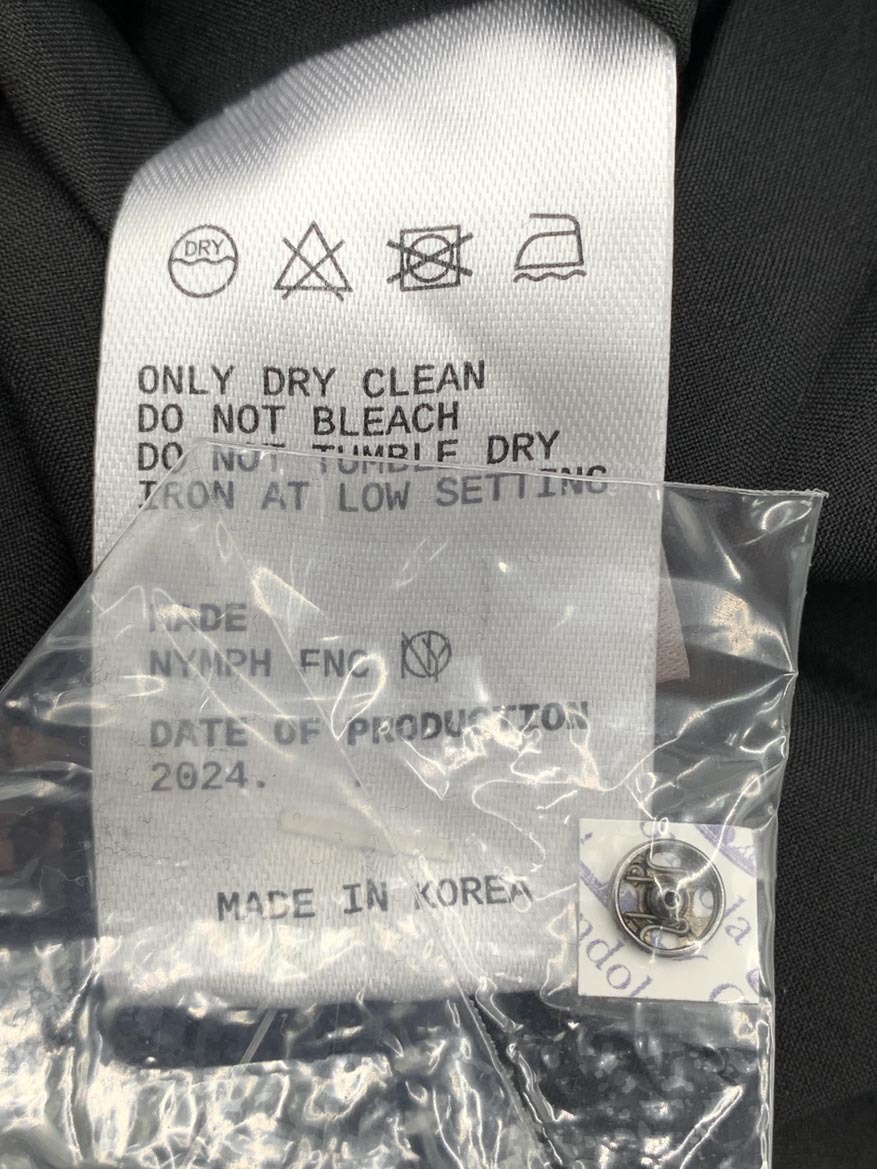 DRY
ONLY DRY CLEAN
DO NOT BLEACH
DO NOT TUMBLE DRY
IRON AT LOW SETTING
MADE
NYMPH FNC
DATE OF PRODUCTION
2024.
MADE IN KOREA